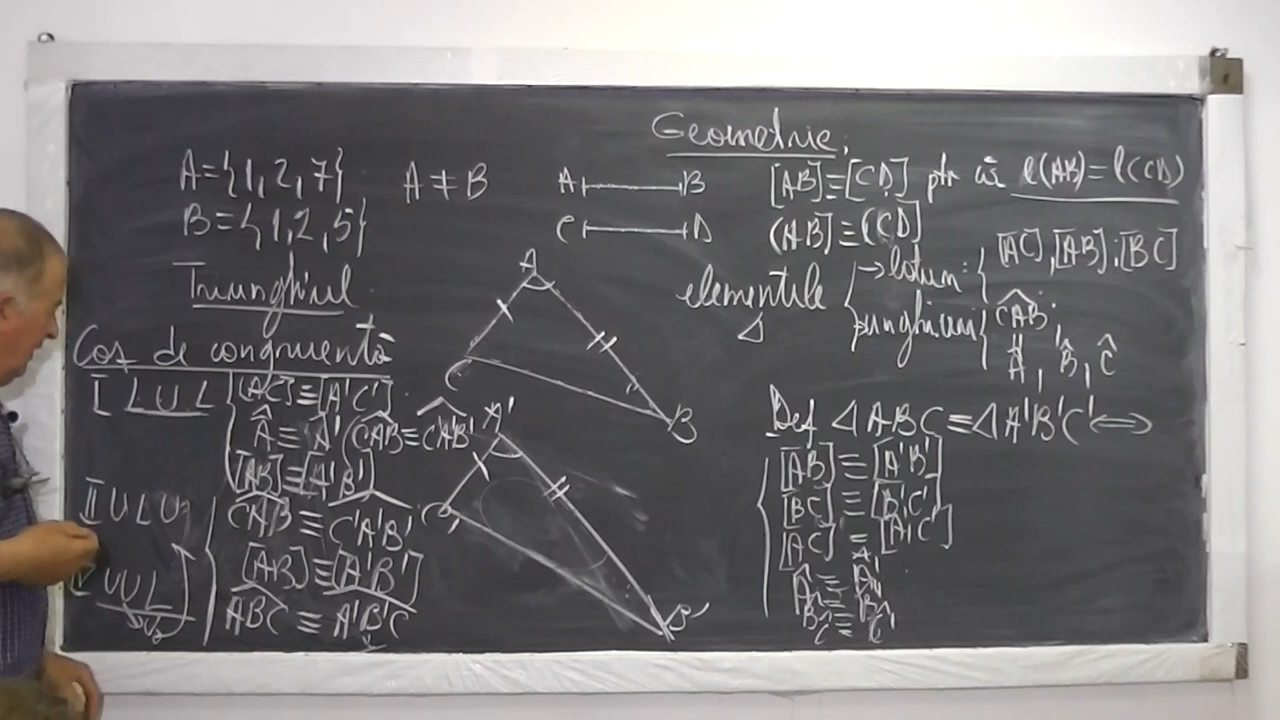 Geometrie
A={1,2,7} A ≠ B A B [AB]≡[CD] ptr că l(AB)=l(CD)
B={1,2,5} C D (AB]≡(CD]
Triunghiul
elementele → laturi: [AC],[AB];[BC]
Δ unghiuri CAB;
Â, B̂, Ĉ
Caz de congruență
I LUL [AC]≡[A'C']
Â≡Â' (CAB≡C'A'B'
[AB]≡[A'B']
II ULU CAB≡C'A'B'
[AB]≡[A'B']
UUL ABC≡A'B'C'
A
C
B
A'
C'
B'
Def ΔABC≡ΔA'B'C'⟺
[AB]≡[A'B']
[BC]≡[B'C']
[AC]≡[A'C']
Â≡Â'
B̂≡B̂'
Ĉ≡Ĉ'